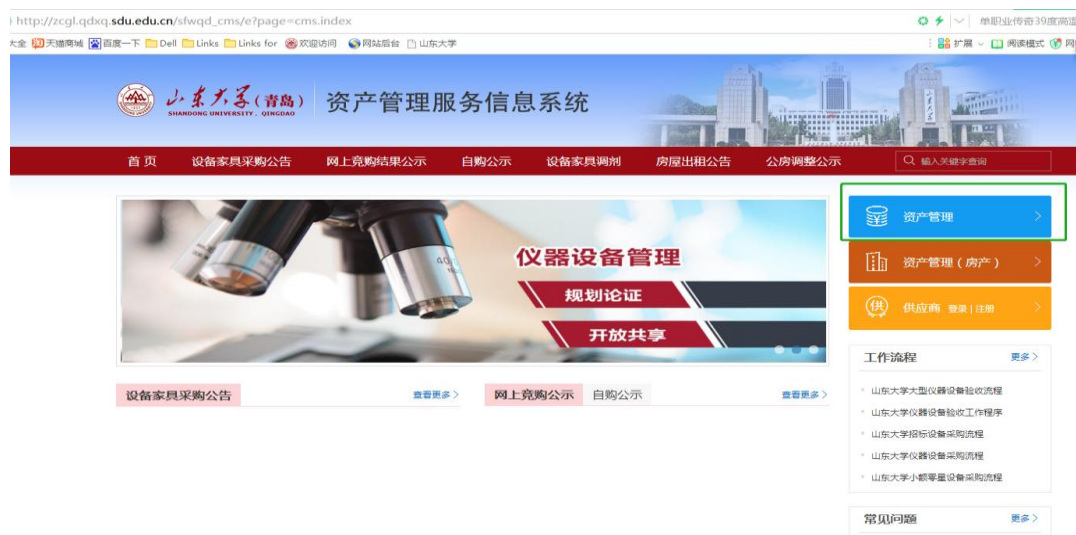 http://zcgl.qdxq.sdu.edu.cn/sfwqd_cms/e?page=cms.index
单职业传奇39度高温
大全 天猫商城 百度一下 Dell Links Links for 欢迎访问 网站后台 山东大学
扩展 阅读模式 网
山东大学(青岛)
SHANDONG UNIVERSITY, QINGDAO
资产管理服务信息系统
首 页 设备家具采购公告 网上竞购结果公示 自购公示 设备家具调剂 房屋出租公告 公房调整公示 输入关键字查询
仪器设备管理
规划论证
开放共享
资产管理
资产管理（房产）
供应商 登录 | 注册
设备家具采购公告 查看更多
网上竞购公示 自购公示 查看更多
工作流程 更多
山东大学大型仪器设备验收流程
山东大学仪器设备验收工作程序
山东大学招标设备采购流程
山东大学仪器设备采购流程
山东大学小额零星设备采购流程
常见问题 更多